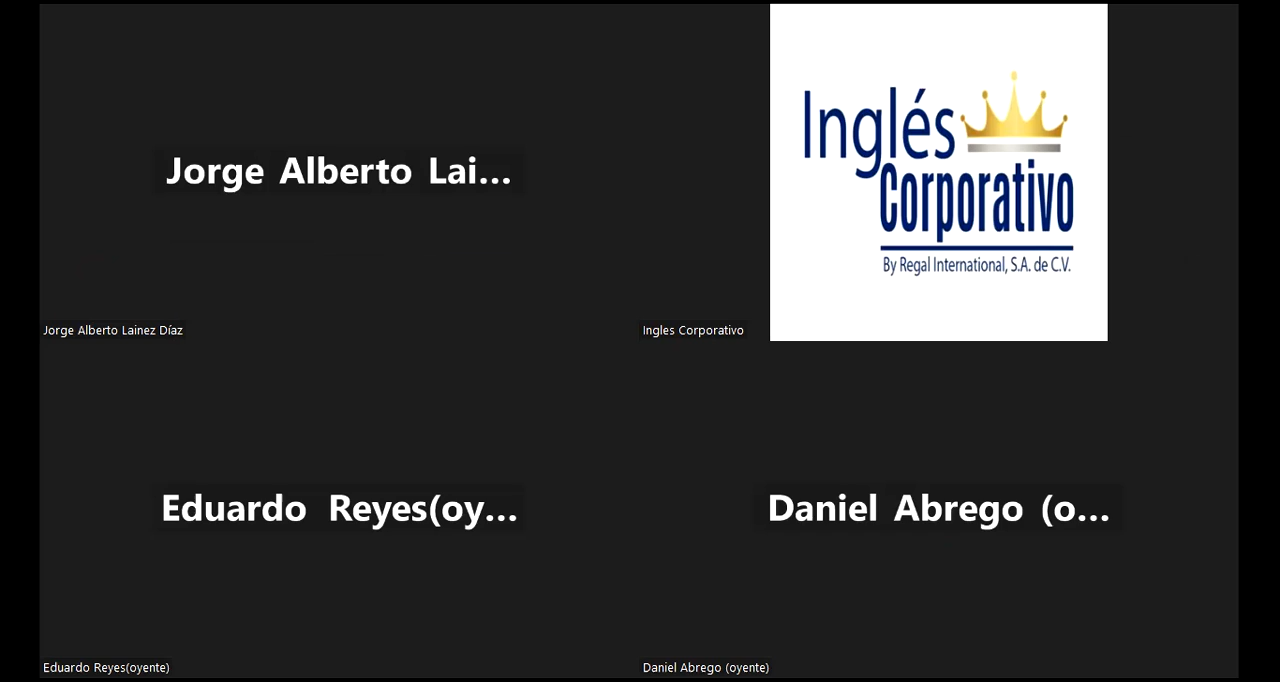 Jorge Alberto Lai...
Jorge Alberto Lainez Díaz
Inglés
Corporativo
By Regal International, S.A. de C.V.
Ingles Corporativo
Eduardo Reyes(oy...
Eduardo Reyes(oyente)
Daniel Abrego (o...
Daniel Abrego (oyente)